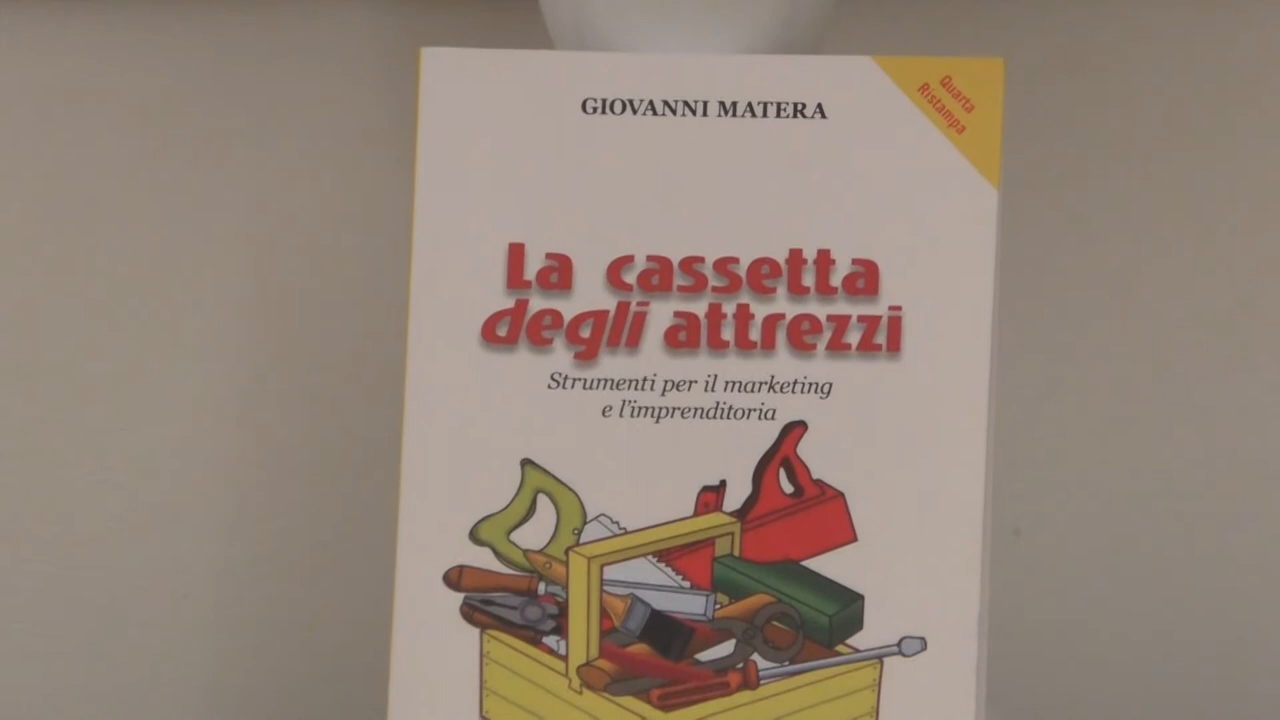 GIOVANNI MATERA
Quarta
Ristampa
La cassetta
degli attrezzi
Strumenti per il marketing
e l'imprenditoria